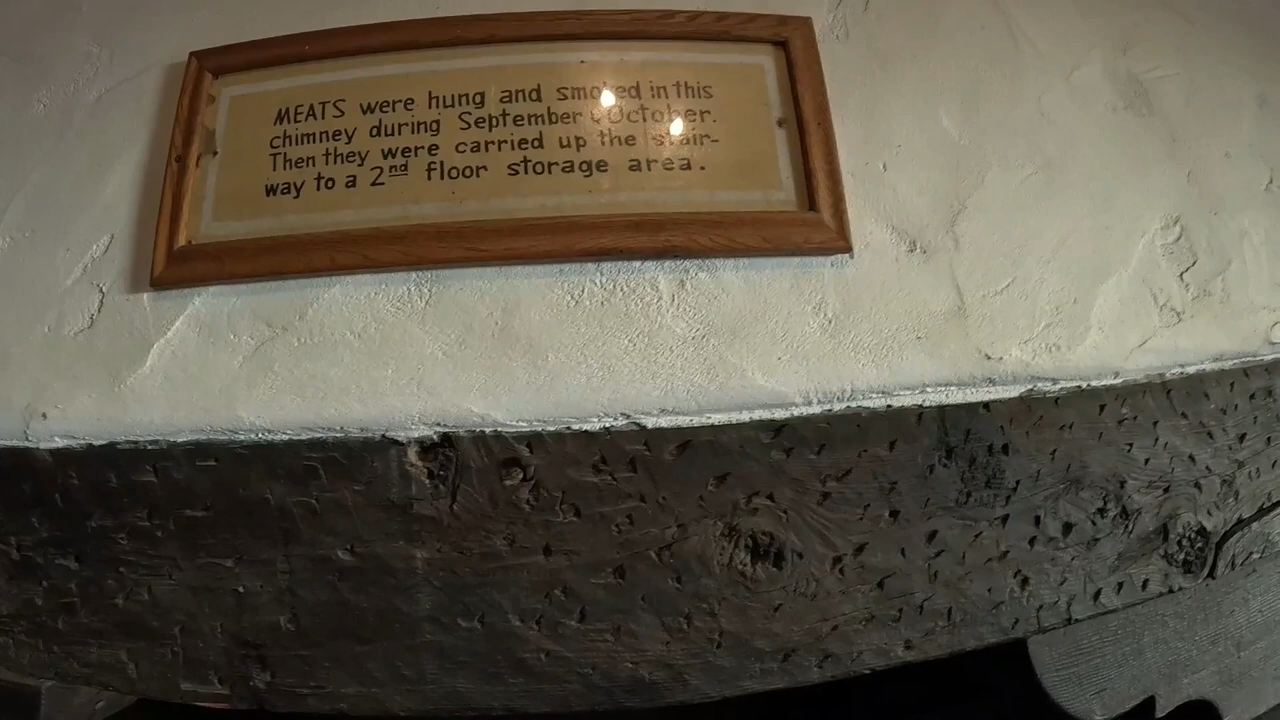 MEATS were hung and smoked in this
chimney during September & October.
Then they were carried up the stair-
way to a 2nd floor storage area.